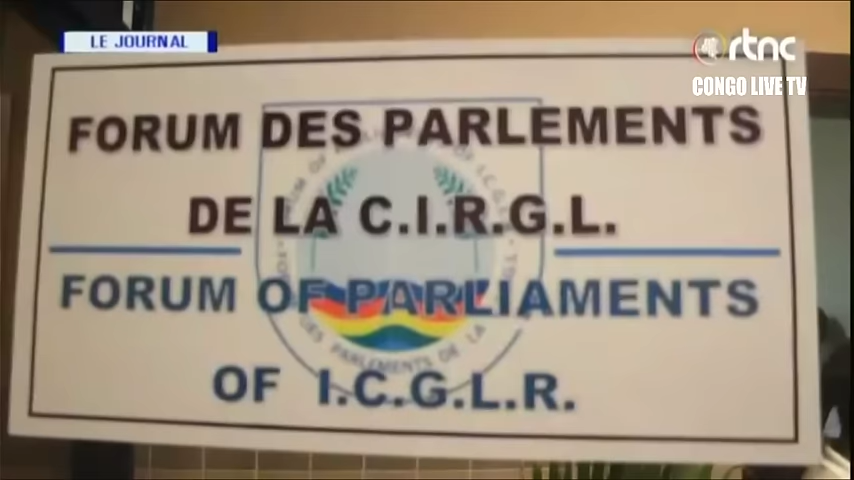 LE JOURNAL
rtnc
CONGO LIVE TV
FORUM DES PARLEMENTS
DE LA C.I.R.G.L.
FORUM OF PARLIAMENTS
OF I.C.G.L.R.